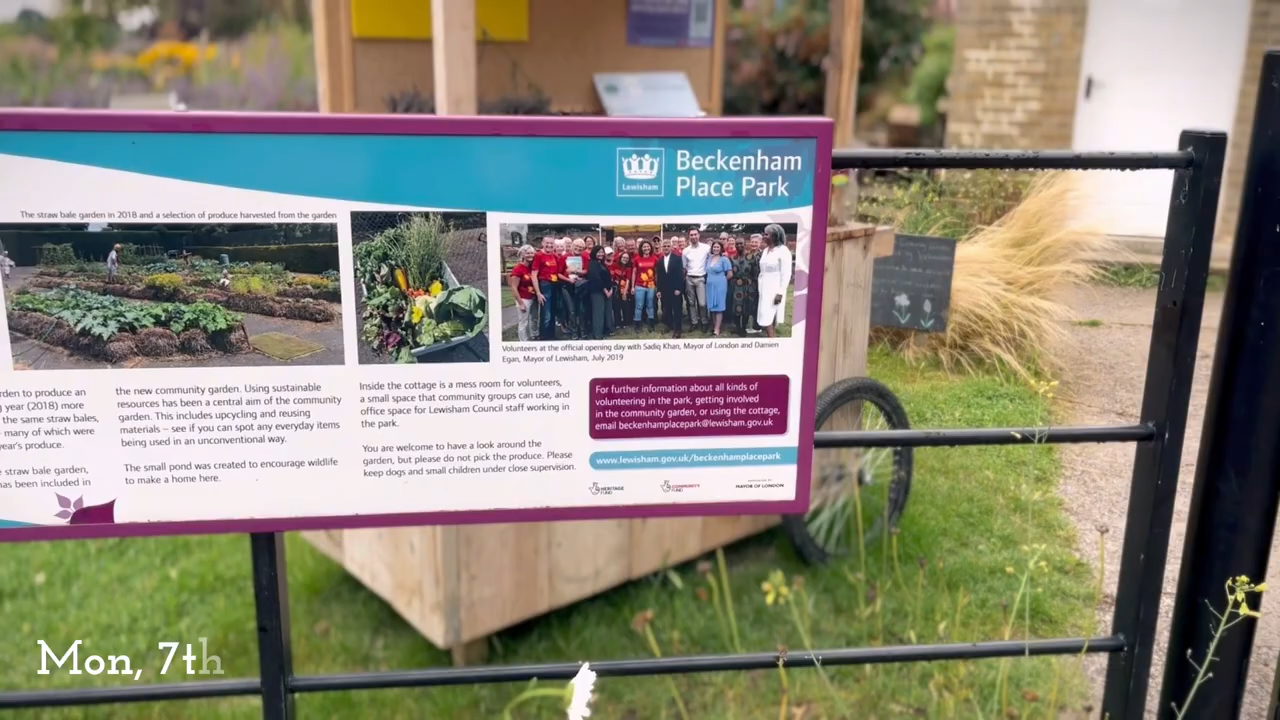 Lewisham
Beckenham
Place Park
The straw bale garden in 2018 and a selection of produce harvested from the garden
Volunteers at the official opening day with Sadiq Khan, Mayor of London and Damien
Egan, Mayor of Lewisham, July 2019
rden to produce an
g year (2018) more
the same straw bales,
– many of which were
year's produce.
e straw bale garden,
has been included in
the new community garden. Using sustainable
resources has been a central aim of the community
garden. This includes upcycling and reusing
materials – see if you can spot any everyday items
being used in an unconventional way.
The small pond was created to encourage wildlife
to make a home here.
Inside the cottage is a mess room for volunteers,
a small space that community groups can use, and
office space for Lewisham Council staff working in
the park.
You are welcome to have a look around the
garden, but please do not pick the produce. Please
keep dogs and small children under close supervision.
For further information about all kinds of
volunteering in the park, getting involved
in the community garden, or using the cottage,
email beckenhamplacepark@lewisham.gov.uk
www.lewisham.gov.uk/beckenhamplacepark
HERITAGE
FUND
COMMUNITY
FUND
MAYOR OF LONDON
Mon, 7th